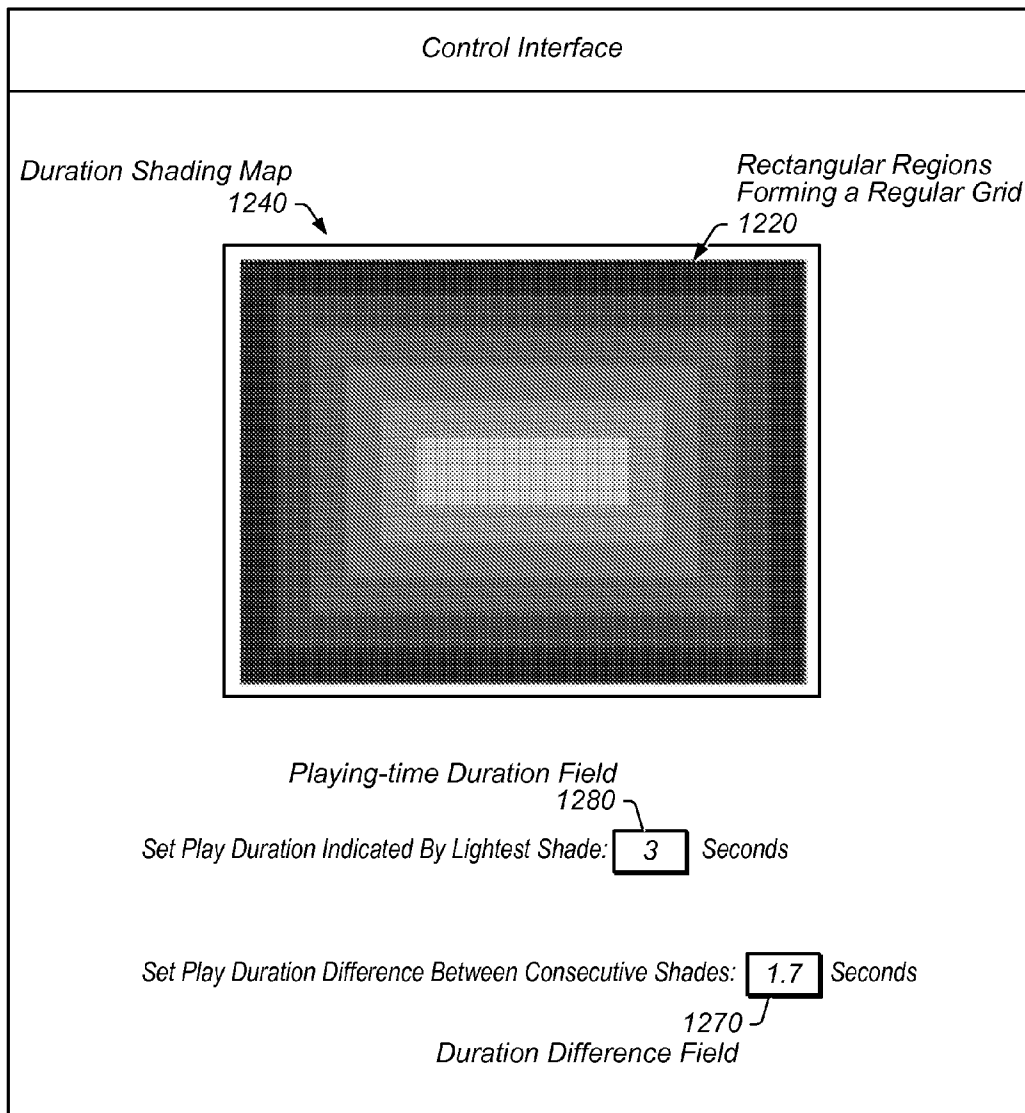 Control Interface
Duration Shading Map
1240
Rectangular Regions
Forming a Regular Grid
1220
Playing-time Duration Field
1280
Set Play Duration Indicated By Lightest Shade: 3 Seconds
Set Play Duration Difference Between Consecutive Shades: 1.7 Seconds
1270
Duration Difference Field